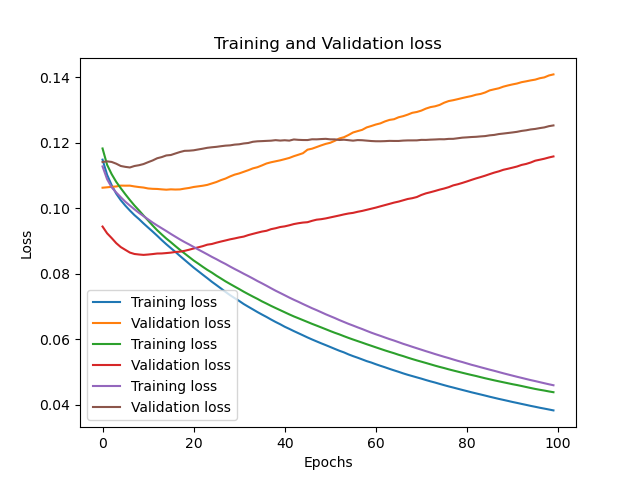 Training and Validation loss
0.14
0.12
0.10
0.08
0.06
0.04
Loss
Training loss
Validation loss
Training loss
Validation loss
Training loss
Validation loss
0 20 40 60 80 100
Epochs